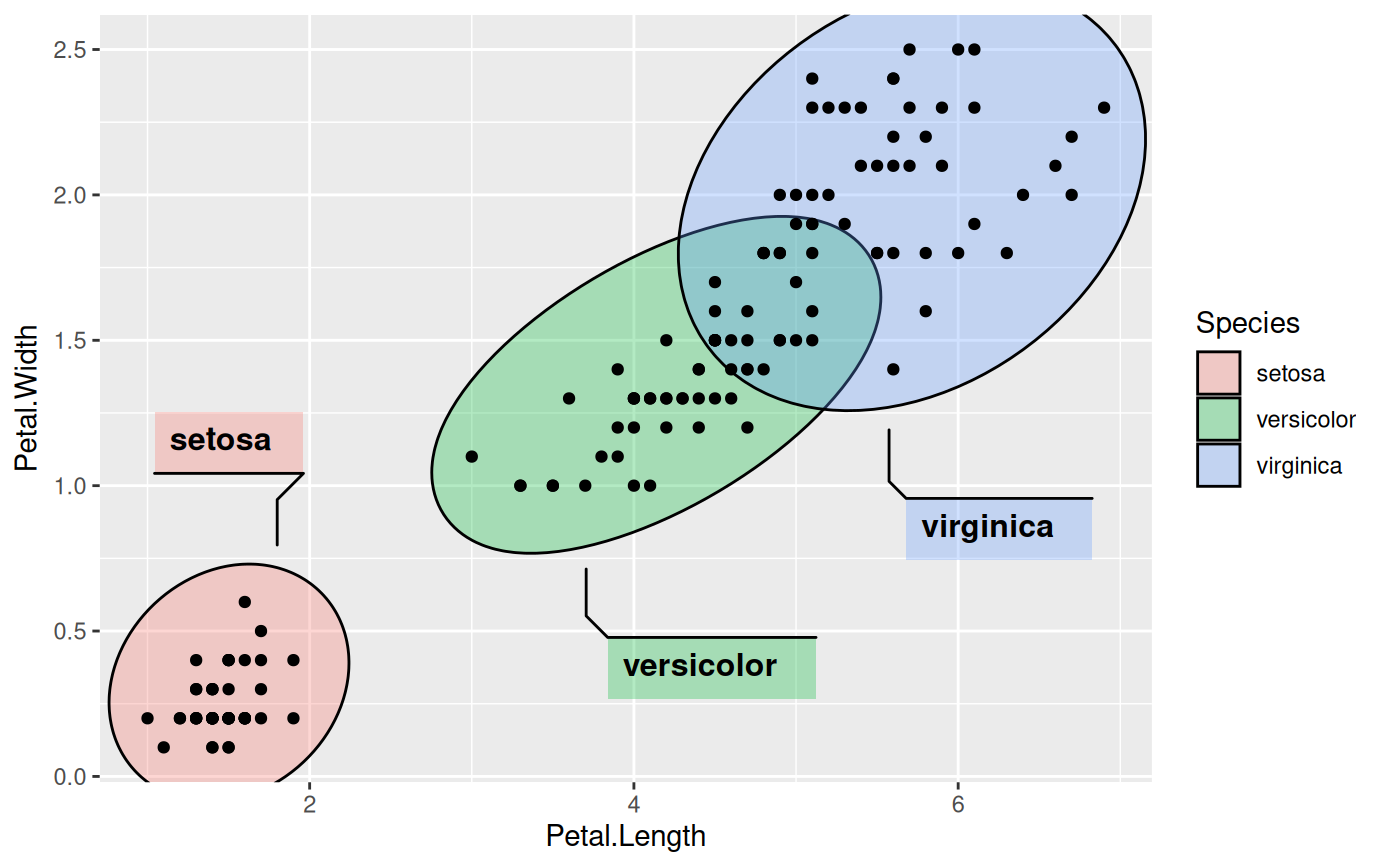 2.5
2.0
1.5
1.0
0.5
0.0
Petal.Width
setosa
versicolor
virginica
2
4
6
Petal.Length
Species
setosa
versicolor
virginica